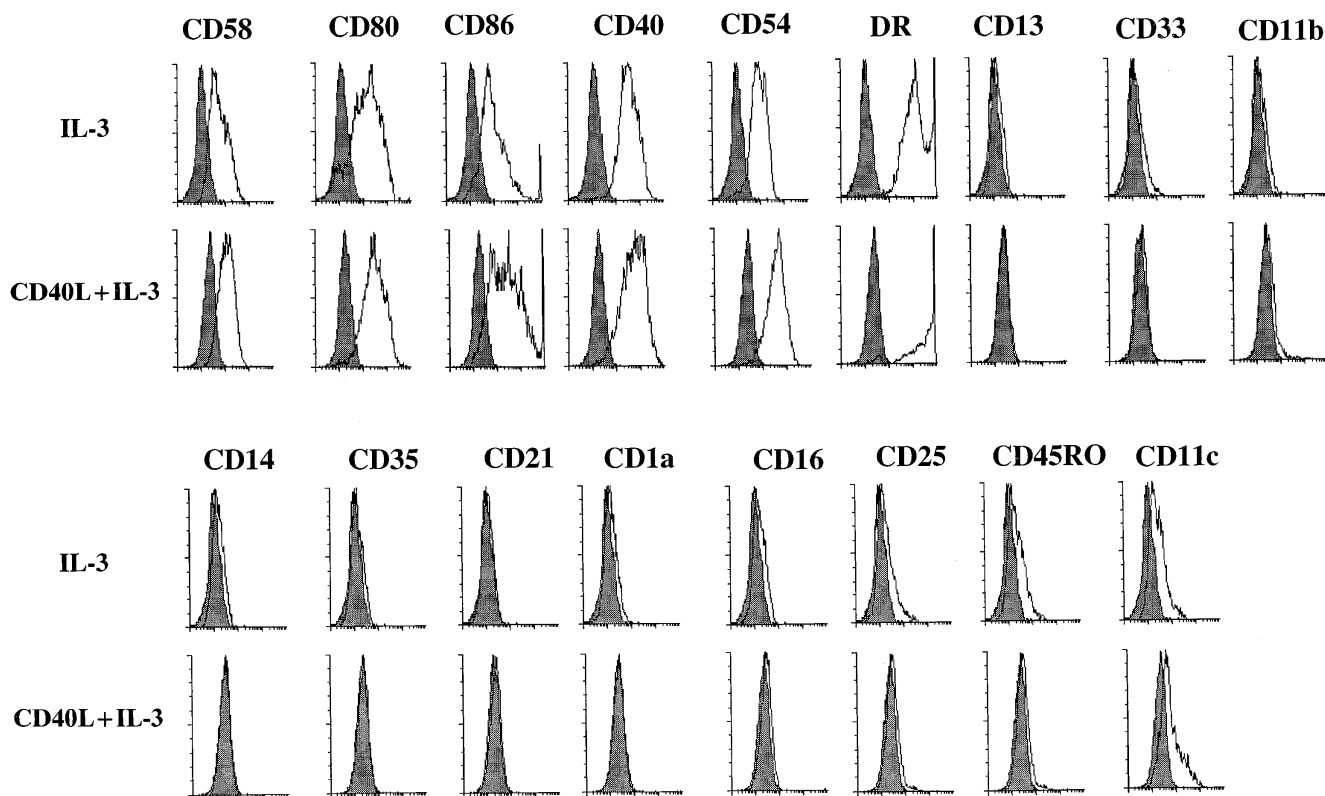 CD58 CD80 CD86 CD40 CD54 DR CD13 CD33 CD11b
IL-3
CD40L+IL-3
CD14 CD35 CD21 CD1a CD16 CD25 CD45RO CD11c
IL-3
CD40L+IL-3